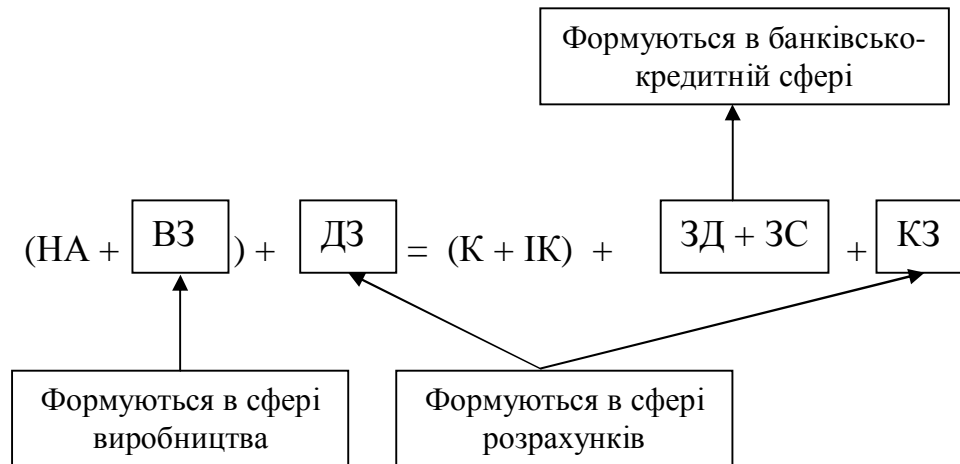 Формуються в банківсько-
кредитній сфері
(НА + ВЗ ) + ДЗ = (К + ІК) + ЗД + ЗС + КЗ
Формуються в сфері
виробництва
Формуються в сфері
розрахунків